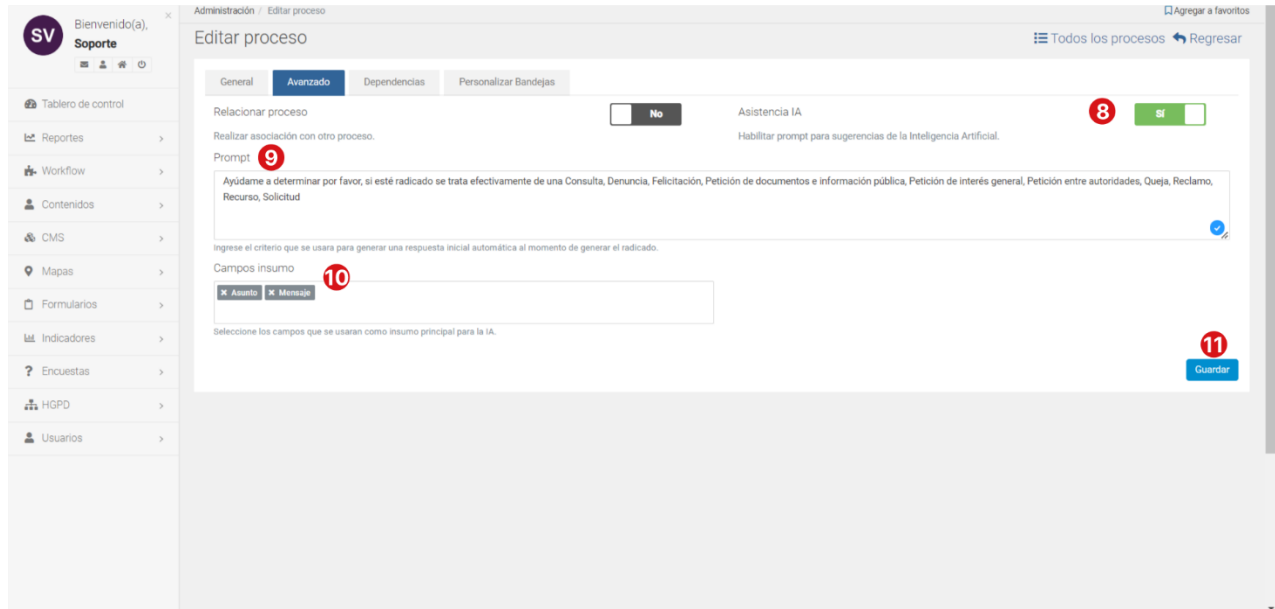 SV
Bienvenido(a),
Soporte
×
Tablero de control
Reportes
Workflow
Contenidos
CMS
Mapas
Formularios
Indicadores
Encuestas
HGPD
Usuarios
Administración / Editar proceso
Agregar a favoritos
Editar proceso
Todos los procesos Regresar
General Avanzado Dependencias Personalizar Bandejas
Relacionar proceso No
Realizar asociación con otro proceso.
Asistencia IA 8 Sí
Habilitar prompt para sugerencias de la Inteligencia Artificial.
Prompt 9
Ayúdame a determinar por favor, si esté radicado se trata efectivamente de una Consulta, Denuncia, Felicitación, Petición de documentos e información pública, Petición de interés general, Petición entre autoridades, Queja, Reclamo,
Recurso, Solicitud
Ingrese el criterio que se usara para generar una respuesta inicial automática al momento de generar el radicado.
Campos insumo 10
× Asunto × Mensaje
Seleccione los campos que se usaran como insumo principal para la IA.
11
Guardar